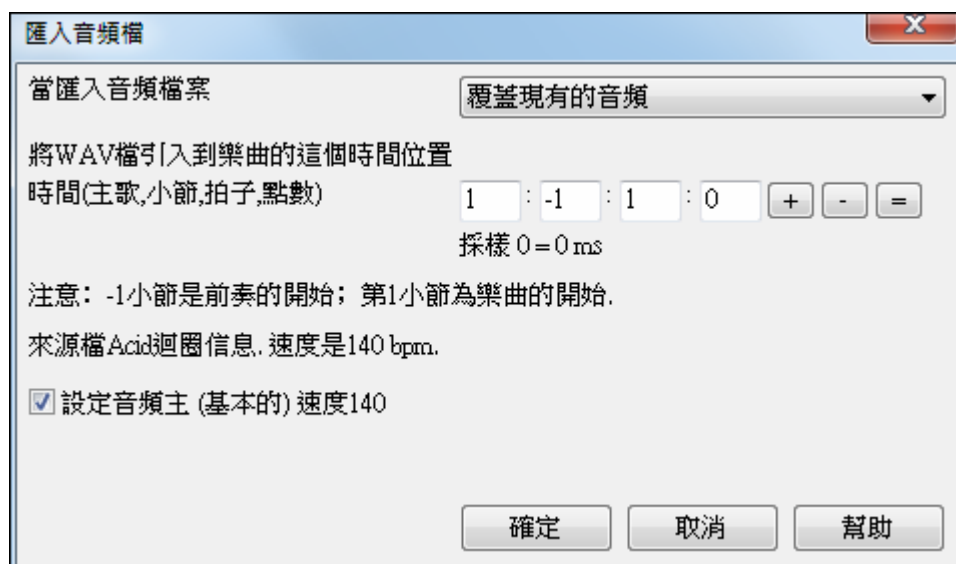 匯入音頻檔
當匯入音頻檔案 覆蓋現有的音頻
將WAV檔引入到樂曲的這個時間位置
時間(主歌,小節,拍子,點數) 1 : -1 : 1 : 0 + - =
採樣 0 = 0 ms
注意: -1小節是前奏的開始; 第1小節為樂曲的開始.
來源檔Acid迴圈信息. 速度是140 bpm.
設定音頻主 (基本的) 速度140
確定 取消 幫助